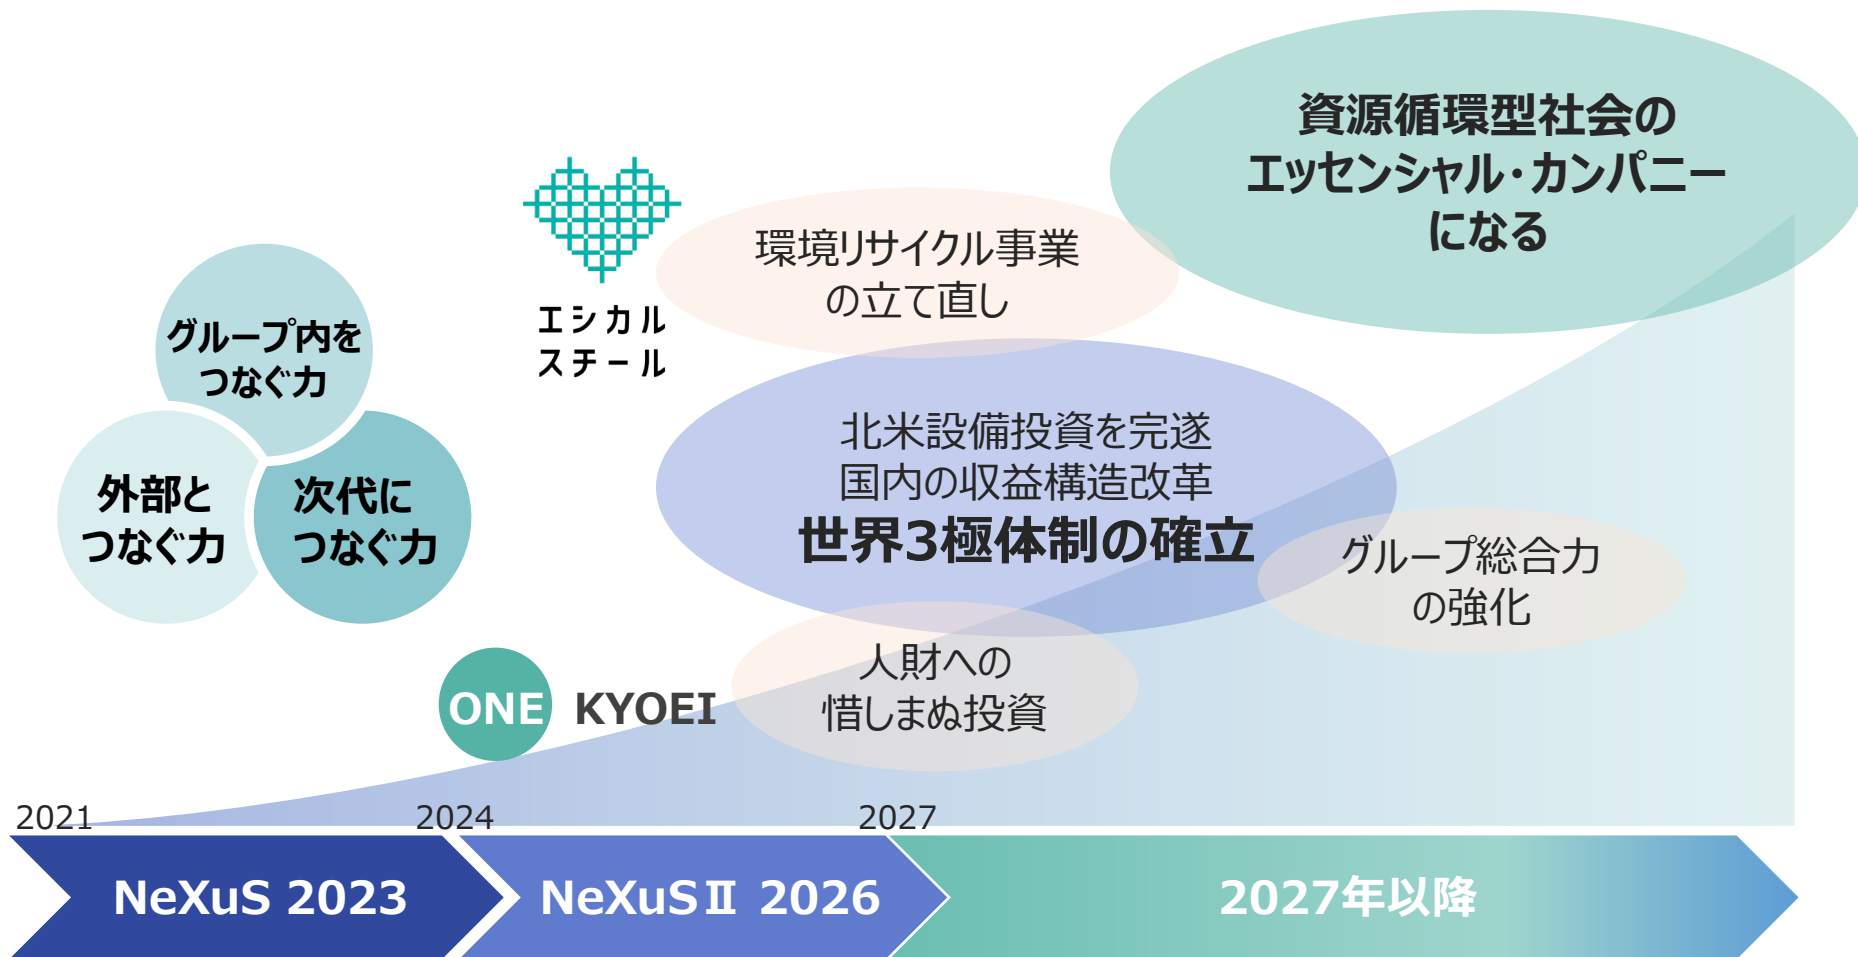 資源循環型社会の
エッセンシャル・カンパニー
になる
環境リサイクル事業
の立て直し
エシカル
スチール
グループ内を
つなぐ力
外部と
つなぐ力
次代に
つなぐ力
北米設備投資を完遂
国内の収益構造改革
世界3極体制の確立
グループ総合力
の強化
人財への
惜しまぬ投資
ONE KYOEI
2021
2024
2027
NeXuS 2023
NeXuSⅡ 2026
2027年以降